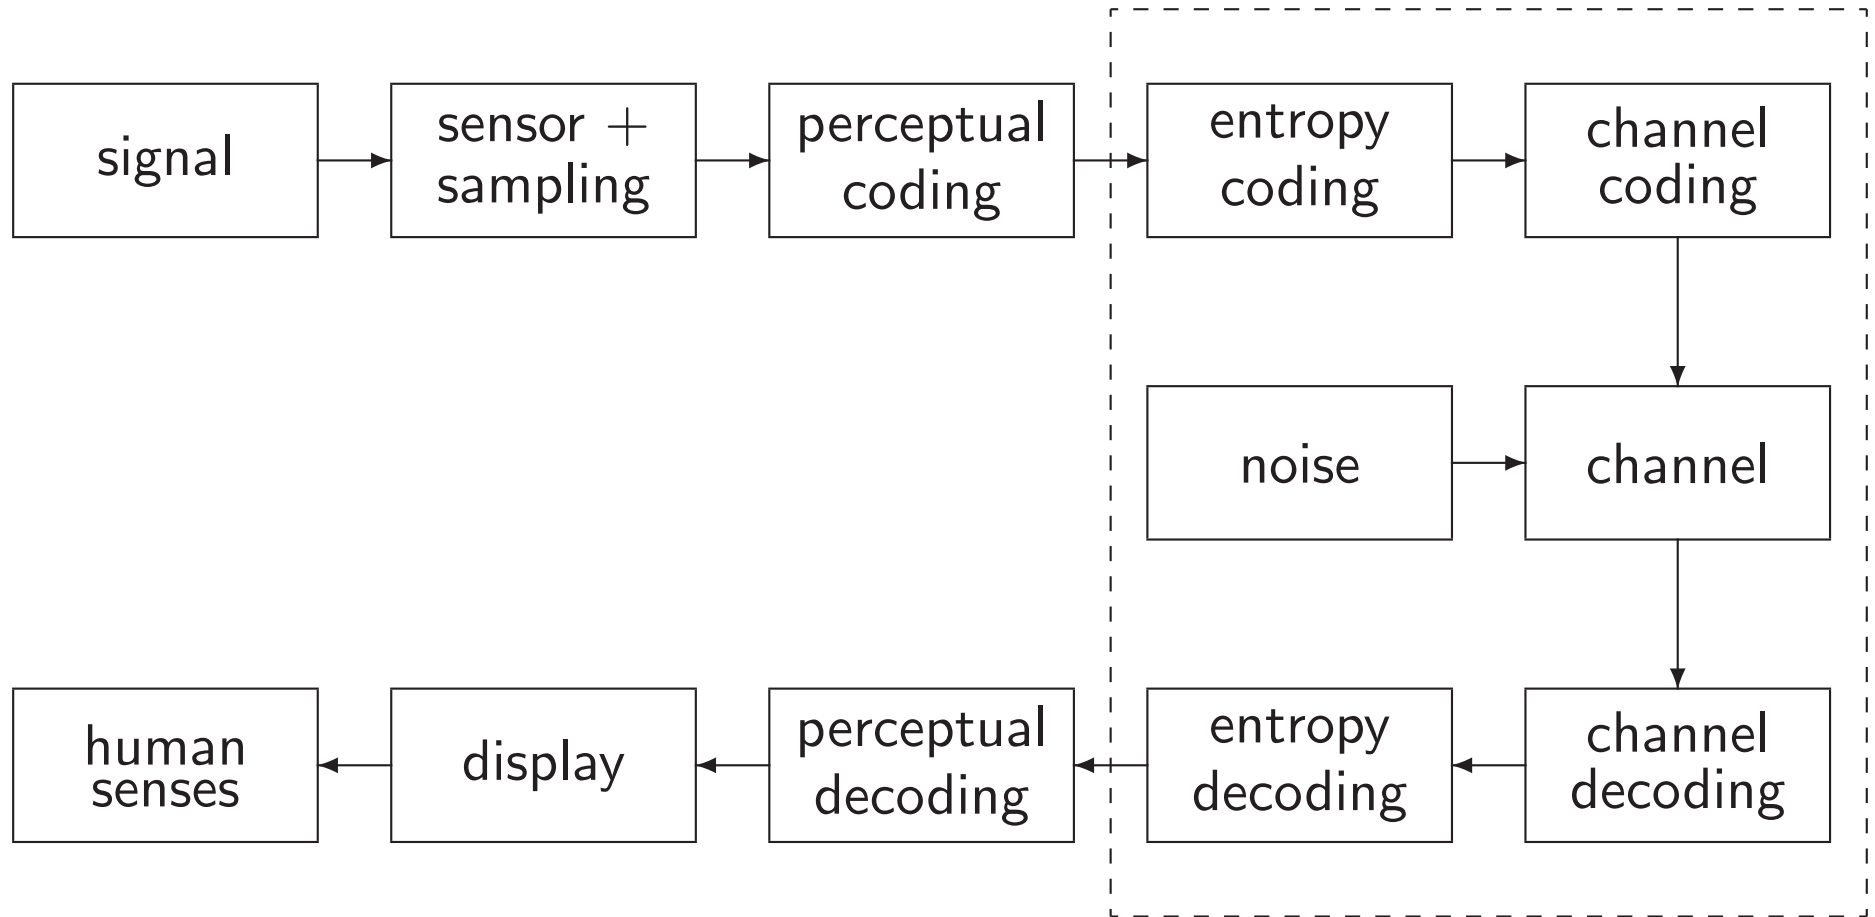 signal
sensor +
sampling
perceptual
coding
entropy
coding
channel
coding
noise
channel
human
senses
display
perceptual
decoding
entropy
decoding
channel
decoding